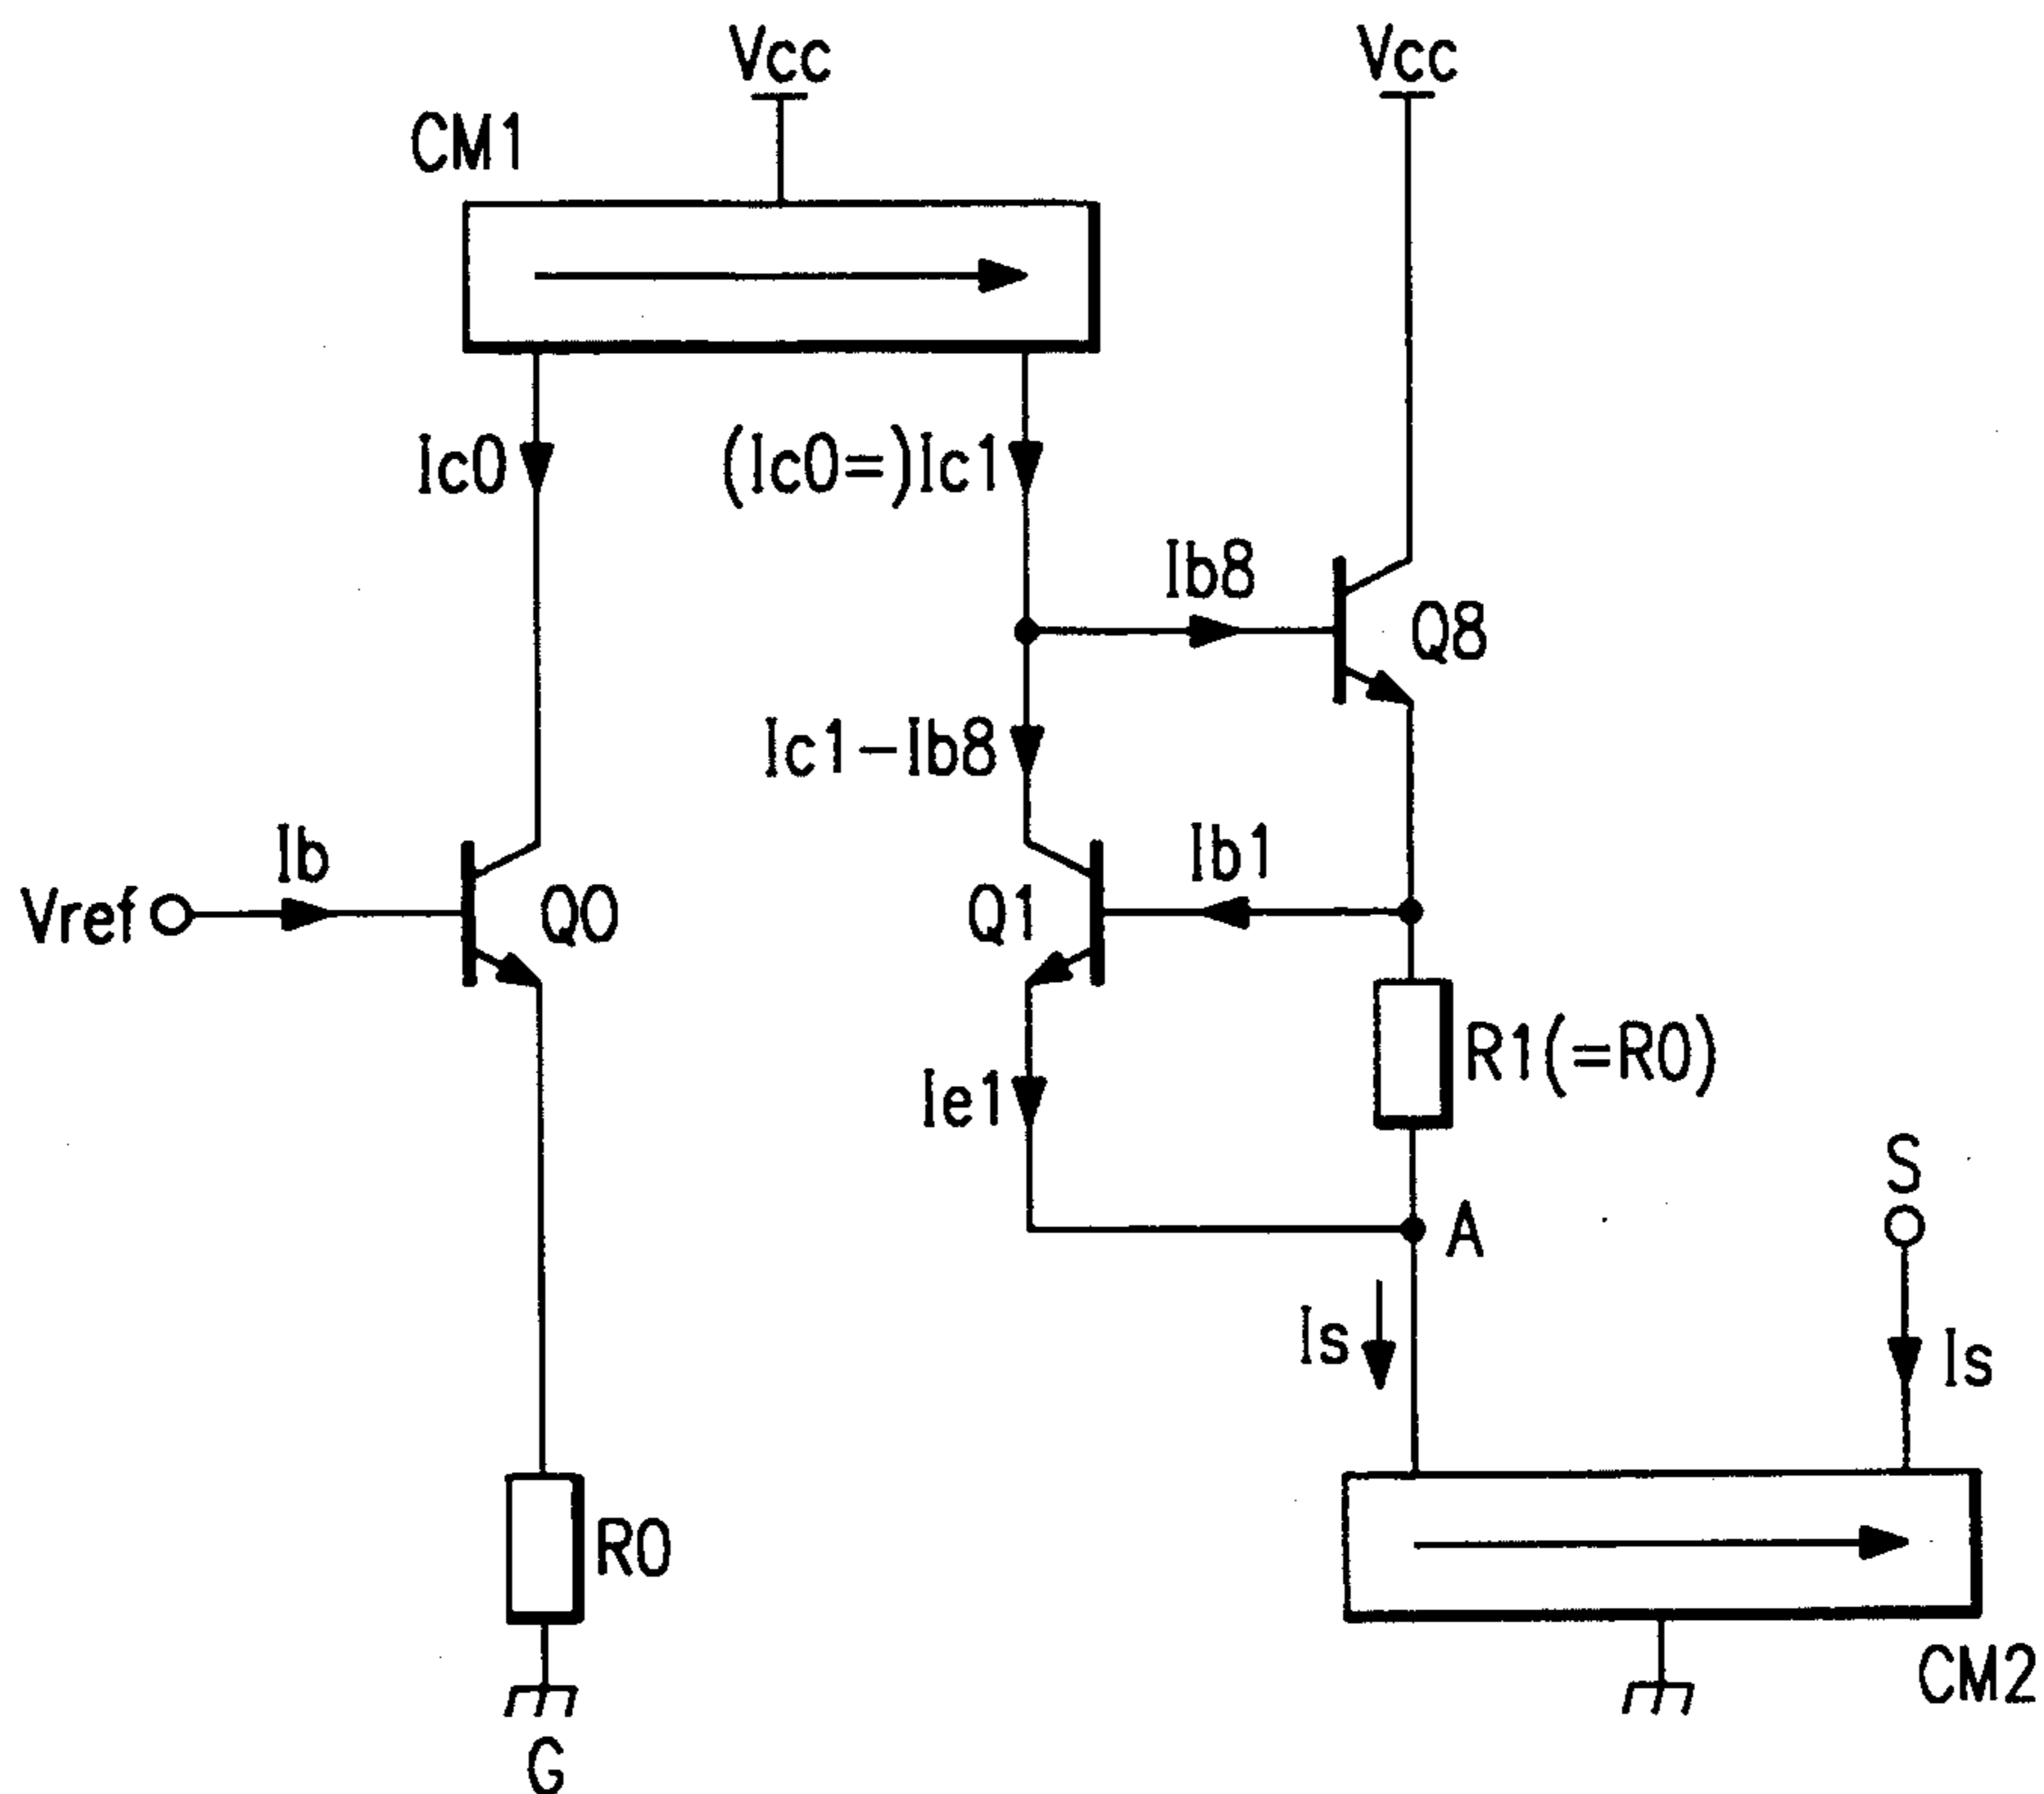 Vcc
Vcc
CM1
Ic0
(Ic0=)Ic1
Ib8
Q8
Ic1-Ib8
Ib
Ib1
Vref
Q0
Q1
R1(=R0)
Ie1
S
A
Is
Is
R0
CM2
G